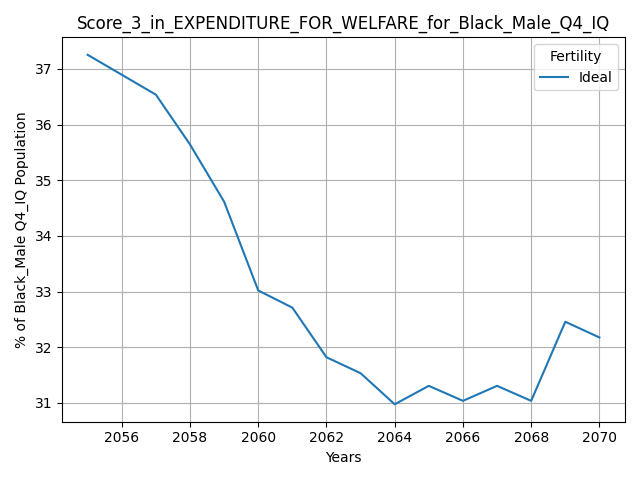 Score_3_in_EXPENDITURE_FOR_WELFARE_for_Black_Male_Q4_IQ
Fertility
Ideal
37
36
35
34
33
32
31
% of Black_Male Q4_IQ Population
2056 2058 2060 2062 2064 2066 2068 2070
Years